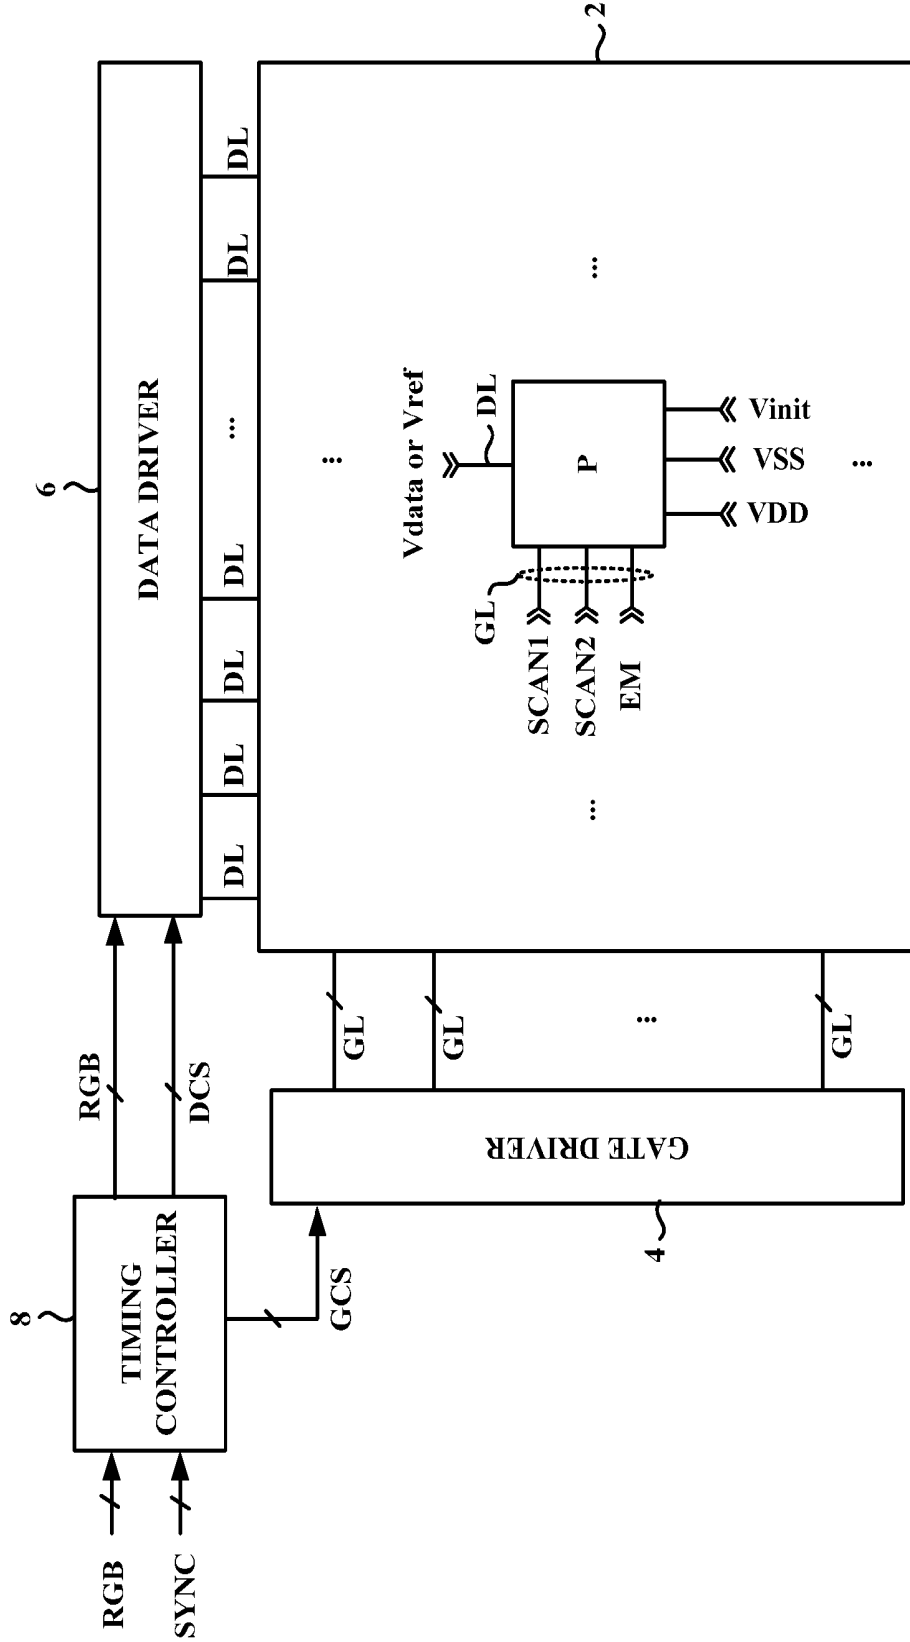 8
TIMING
CONTROLLER
RGB
SYNC
RGB
DCS
GCS
6
DATA DRIVER
DL
DL
DL
DL
...
DL
DL
4
GATE DRIVER
GL
GL
...
GL
2
...
Vdata or Vref
DL
GL
SCAN1
SCAN2
EM
P
VDD
VSS
Vinit
...
...
...